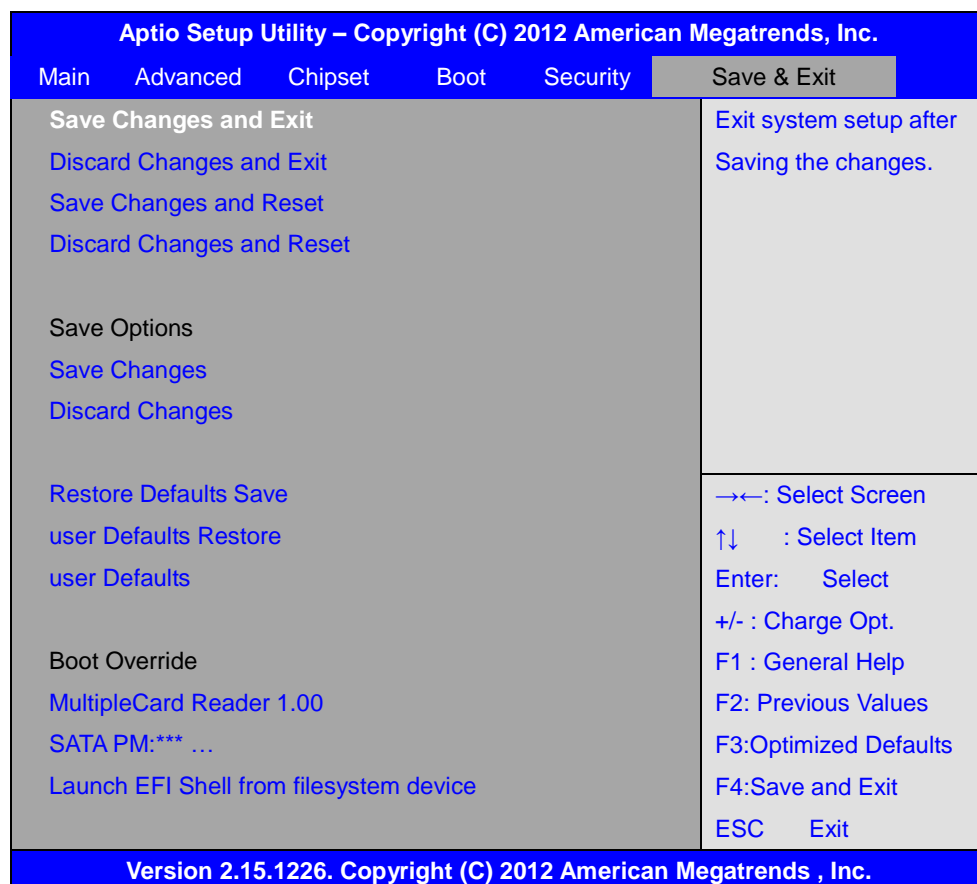 Aptio Setup Utility – Copyright (C) 2012 American Megatrends, Inc.
Main Advanced Chipset Boot Security Save & Exit
Save Changes and Exit
Discard Changes and Exit
Save Changes and Reset
Discard Changes and Reset
Save Options
Save Changes
Discard Changes
Restore Defaults Save
user Defaults Restore
user Defaults
Boot Override
MultipleCard Reader 1.00
SATA PM:*** …
Launch EFI Shell from filesystem device
Exit system setup after
Saving the changes.
→←: Select Screen
↑↓ : Select Item
Enter: Select
+/- : Charge Opt.
F1 : General Help
F2: Previous Values
F3:Optimized Defaults
F4:Save and Exit
ESC Exit
Version 2.15.1226. Copyright (C) 2012 American Megatrends , Inc.